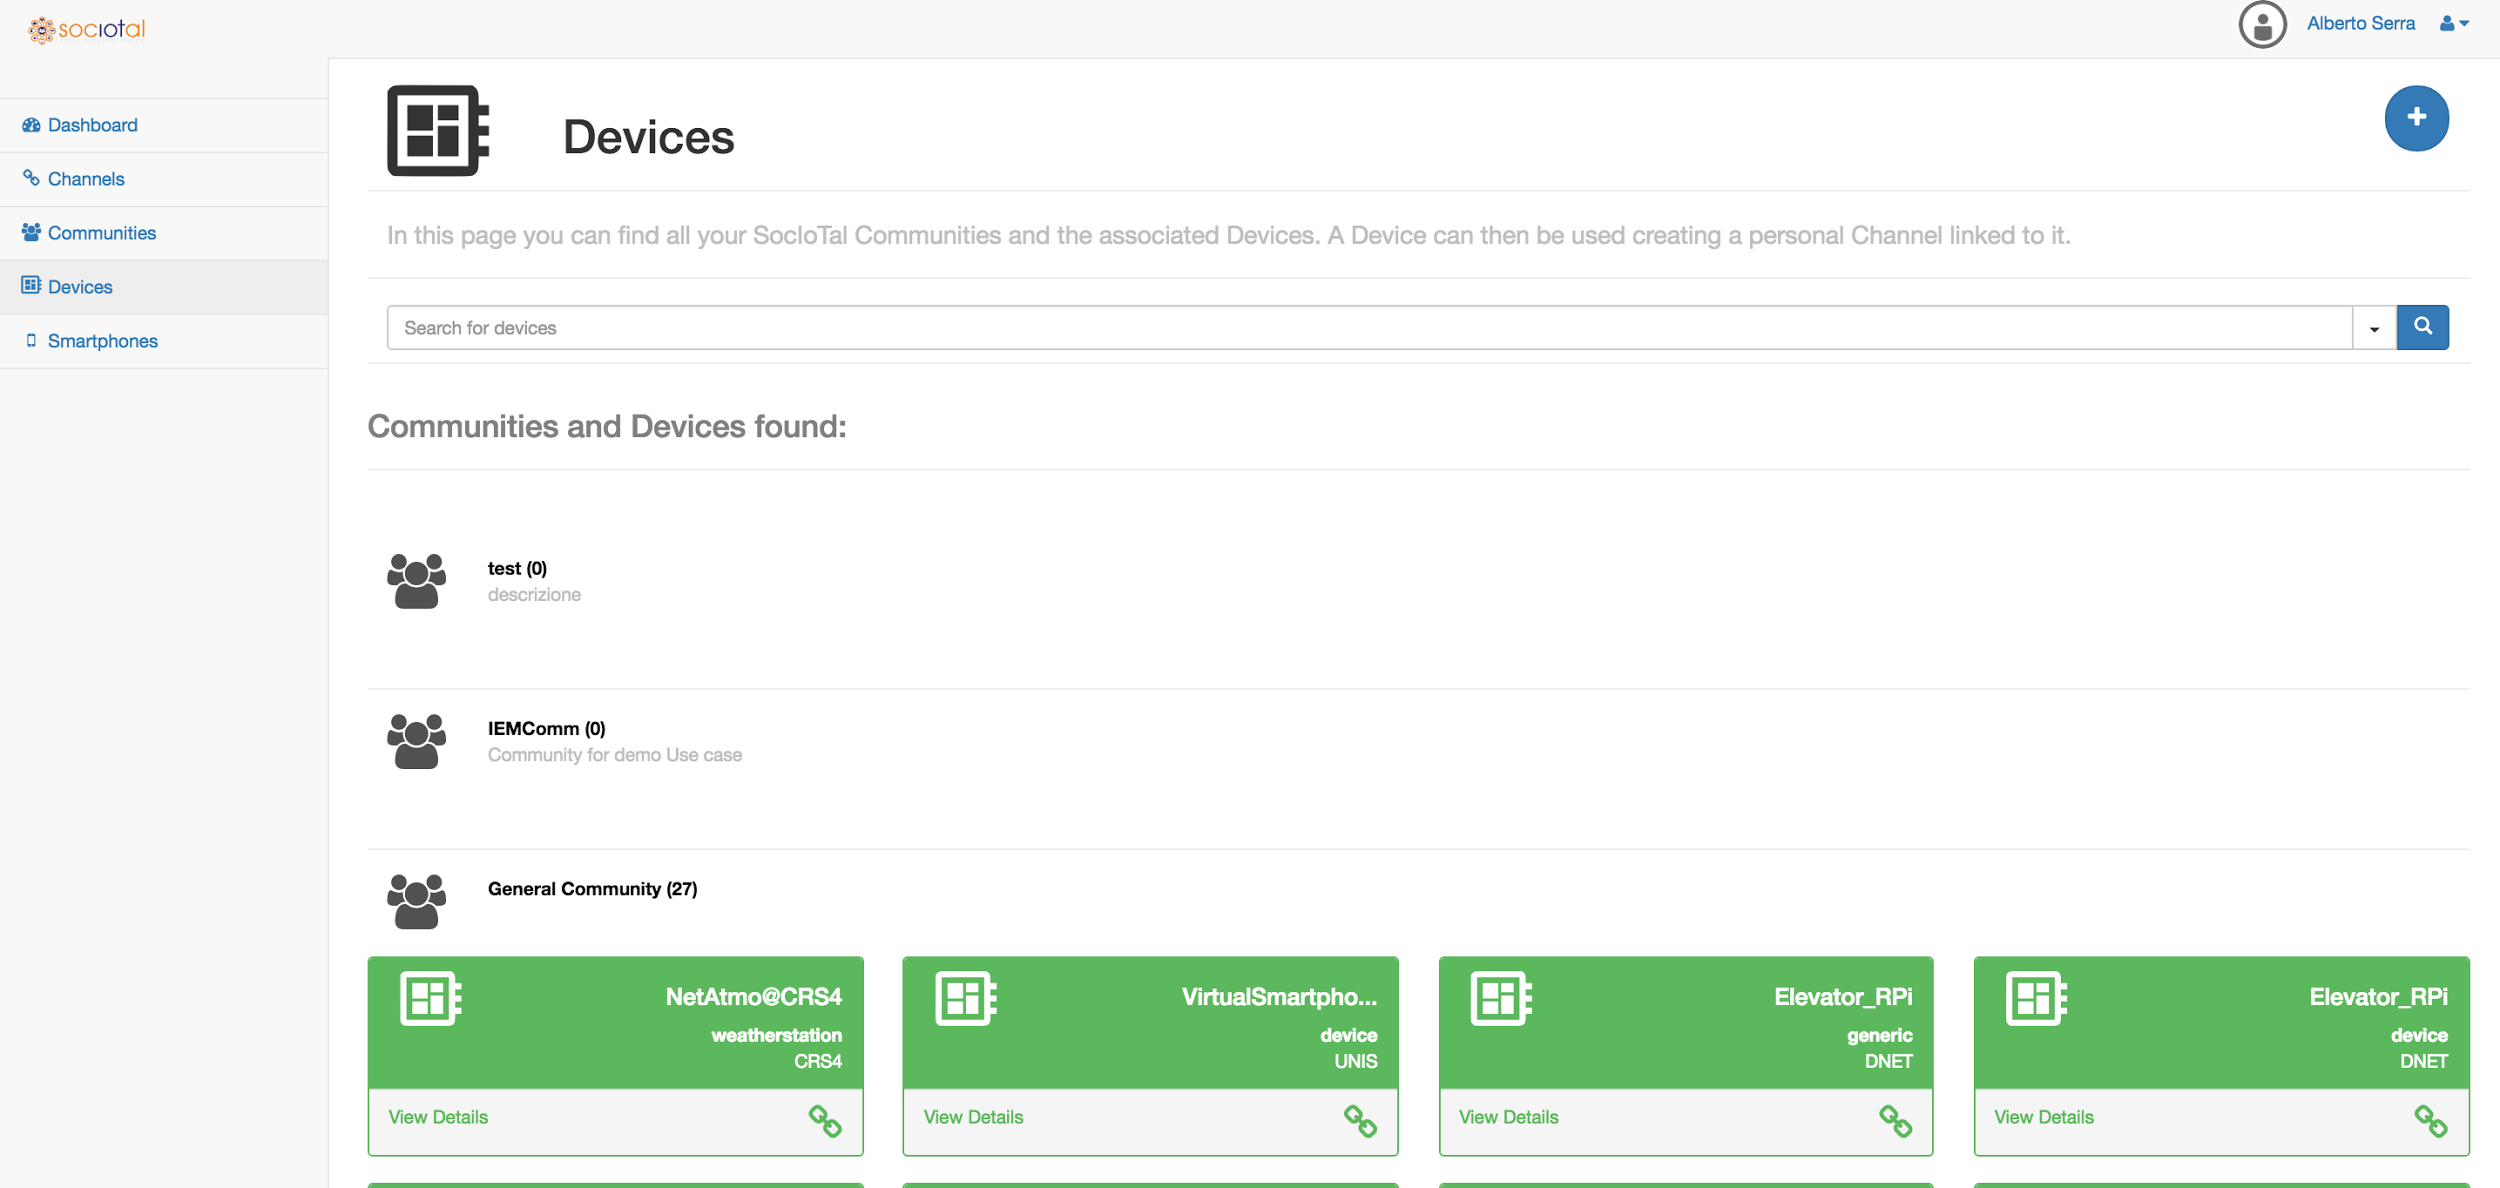 sociotal
Alberto Serra
Dashboard
Channels
Communities
Devices
Smartphones
Devices
In this page you can find all your SocIoTal Communities and the associated Devices. A Device can then be used creating a personal Channel linked to it.
Search for devices
Communities and Devices found:
test (0)
descrizione
IEMComm (0)
Community for demo Use case
General Community (27)
NetAtmo@CRS4
weatherstation
CRS4
View Details
VirtualSmartpho...
device
UNIS
View Details
Elevator_RPi
generic
DNET
View Details
Elevator_RPi
device
DNET
View Details